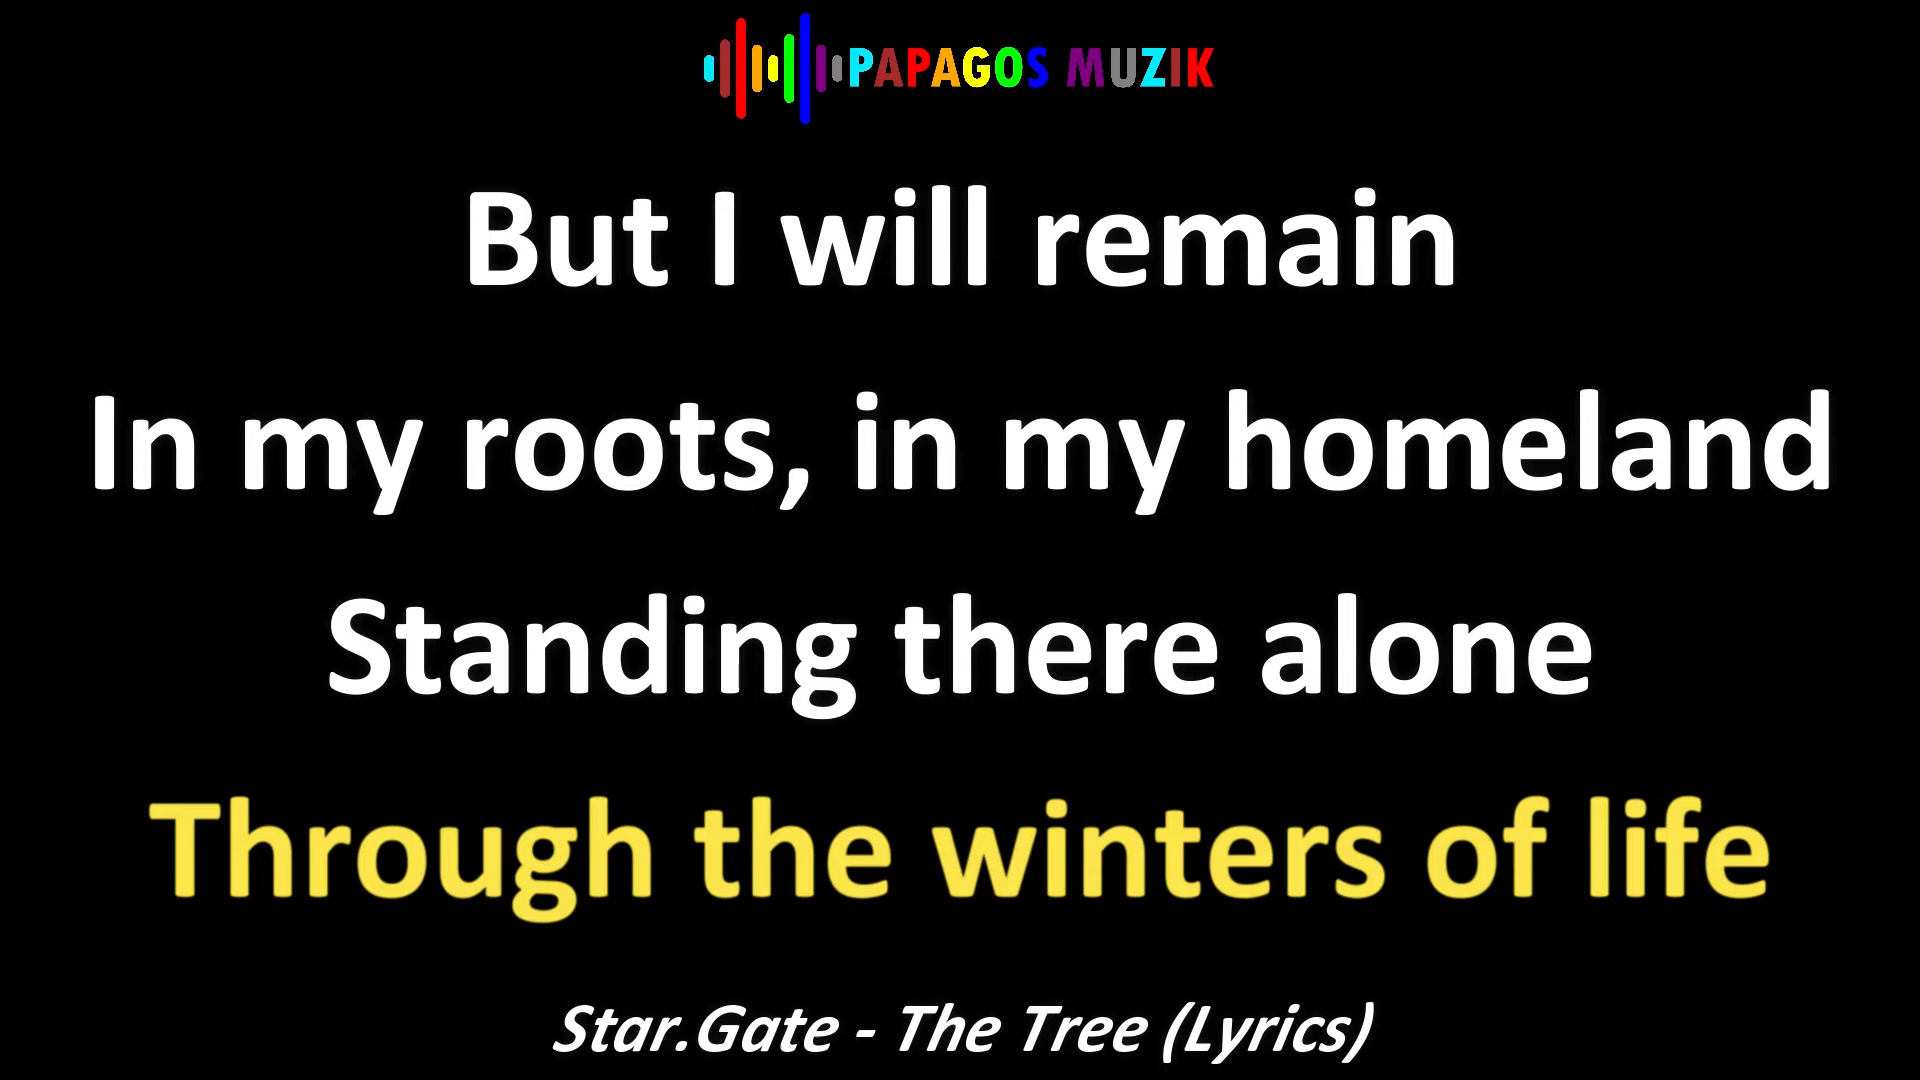 PAPAGOS MUZIK
But I will remain
In my roots, in my homeland
Standing there alone
Through the winters of life
Star.Gate - The Tree (Lyrics)